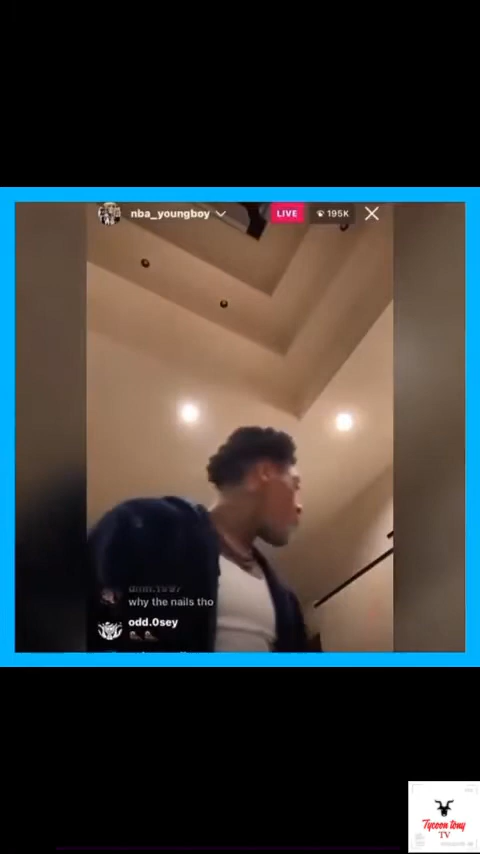 nba_youngboy
LIVE
195K
why the nails tho
odd.0sey
Tycoon tony
TV